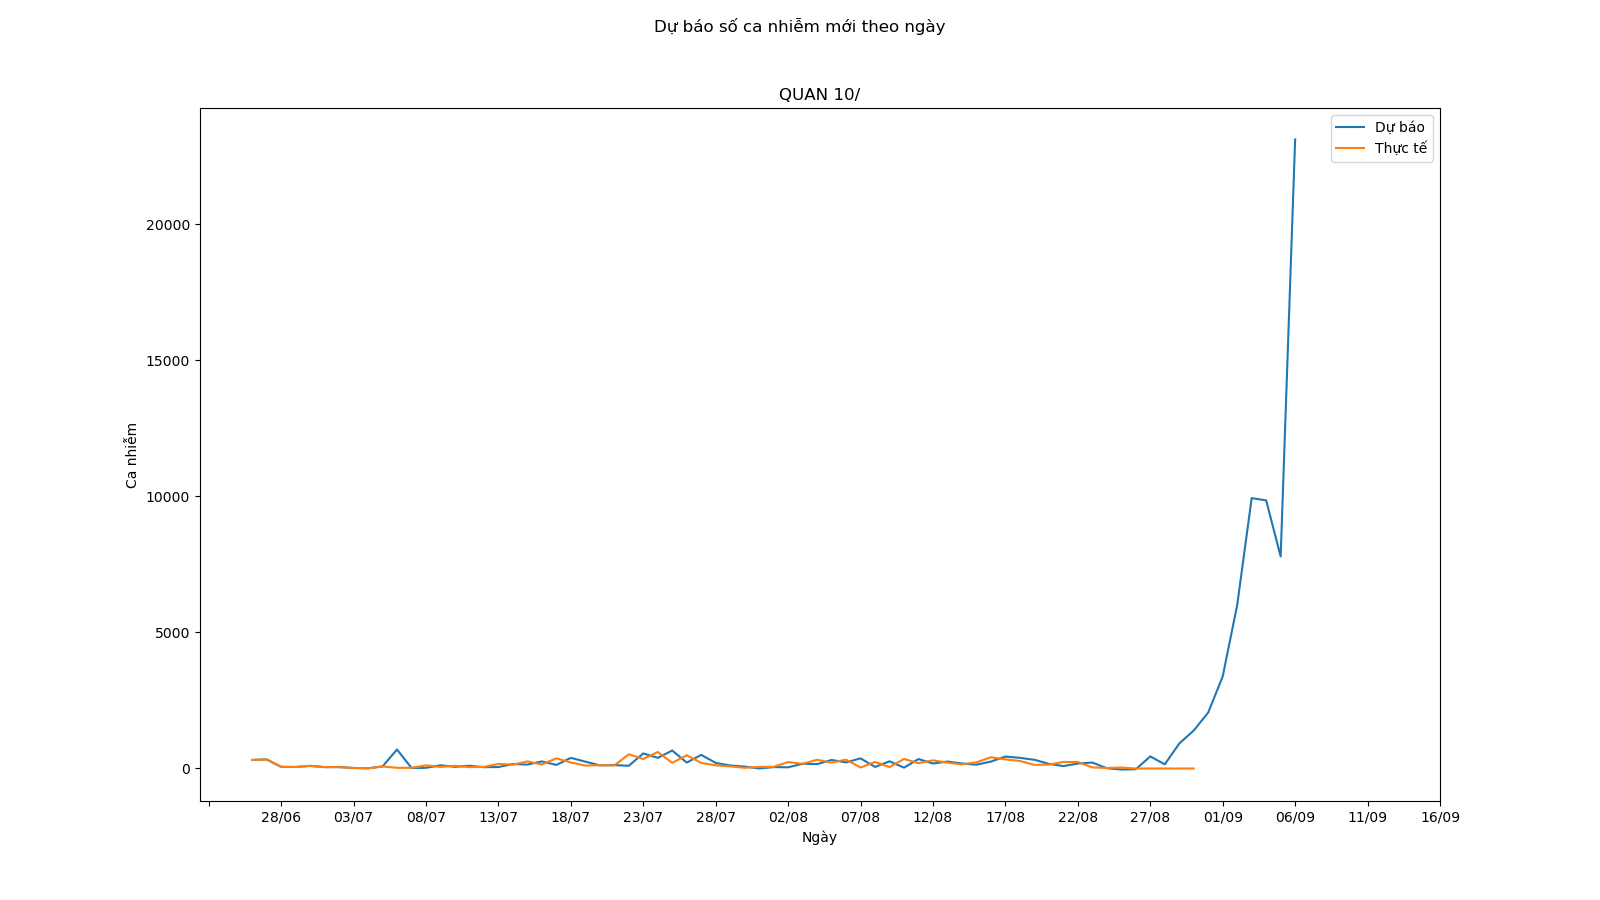 Dự báo số ca nhiễm mới theo ngày
QUAN 10/
Dự báo
Thực tế
20000
15000
10000
5000
0
Ca nhiễm
28/06 03/07 08/07 13/07 18/07 23/07 28/07 02/08 07/08 12/08 17/08 22/08 27/08 01/09 06/09 11/09 16/09
Ngày